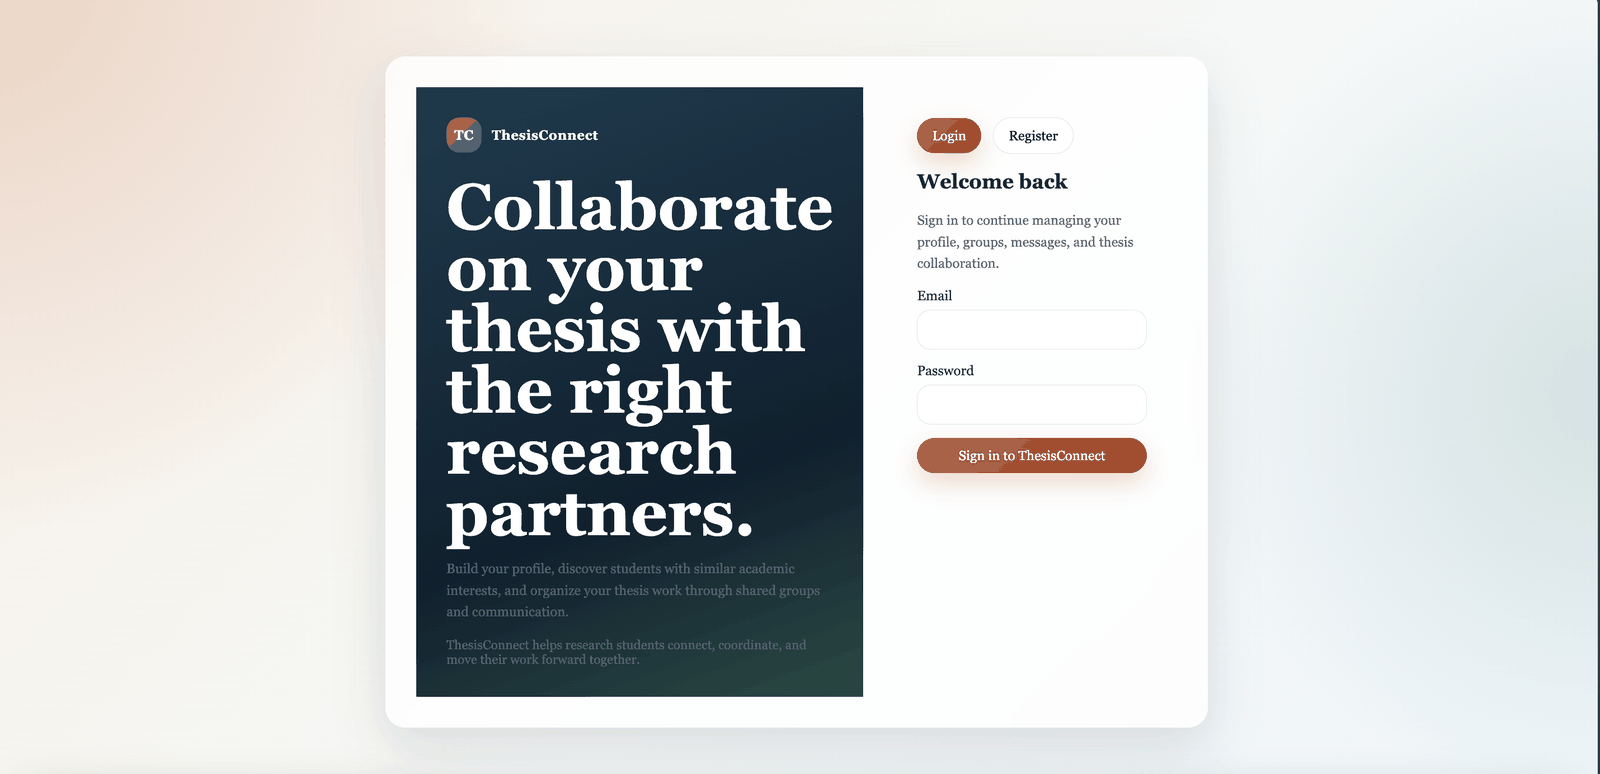 TC ThesisConnect
Collaborate
on your
thesis with
the right
research
partners.
Build your profile, discover students with similar academic
interests, and organize your thesis work through shared groups
and communication.
ThesisConnect helps research students connect, coordinate, and
move their work forward together.
Login Register
Welcome back
Sign in to continue managing your
profile, groups, messages, and thesis
collaboration.
Email
Password
Sign in to ThesisConnect